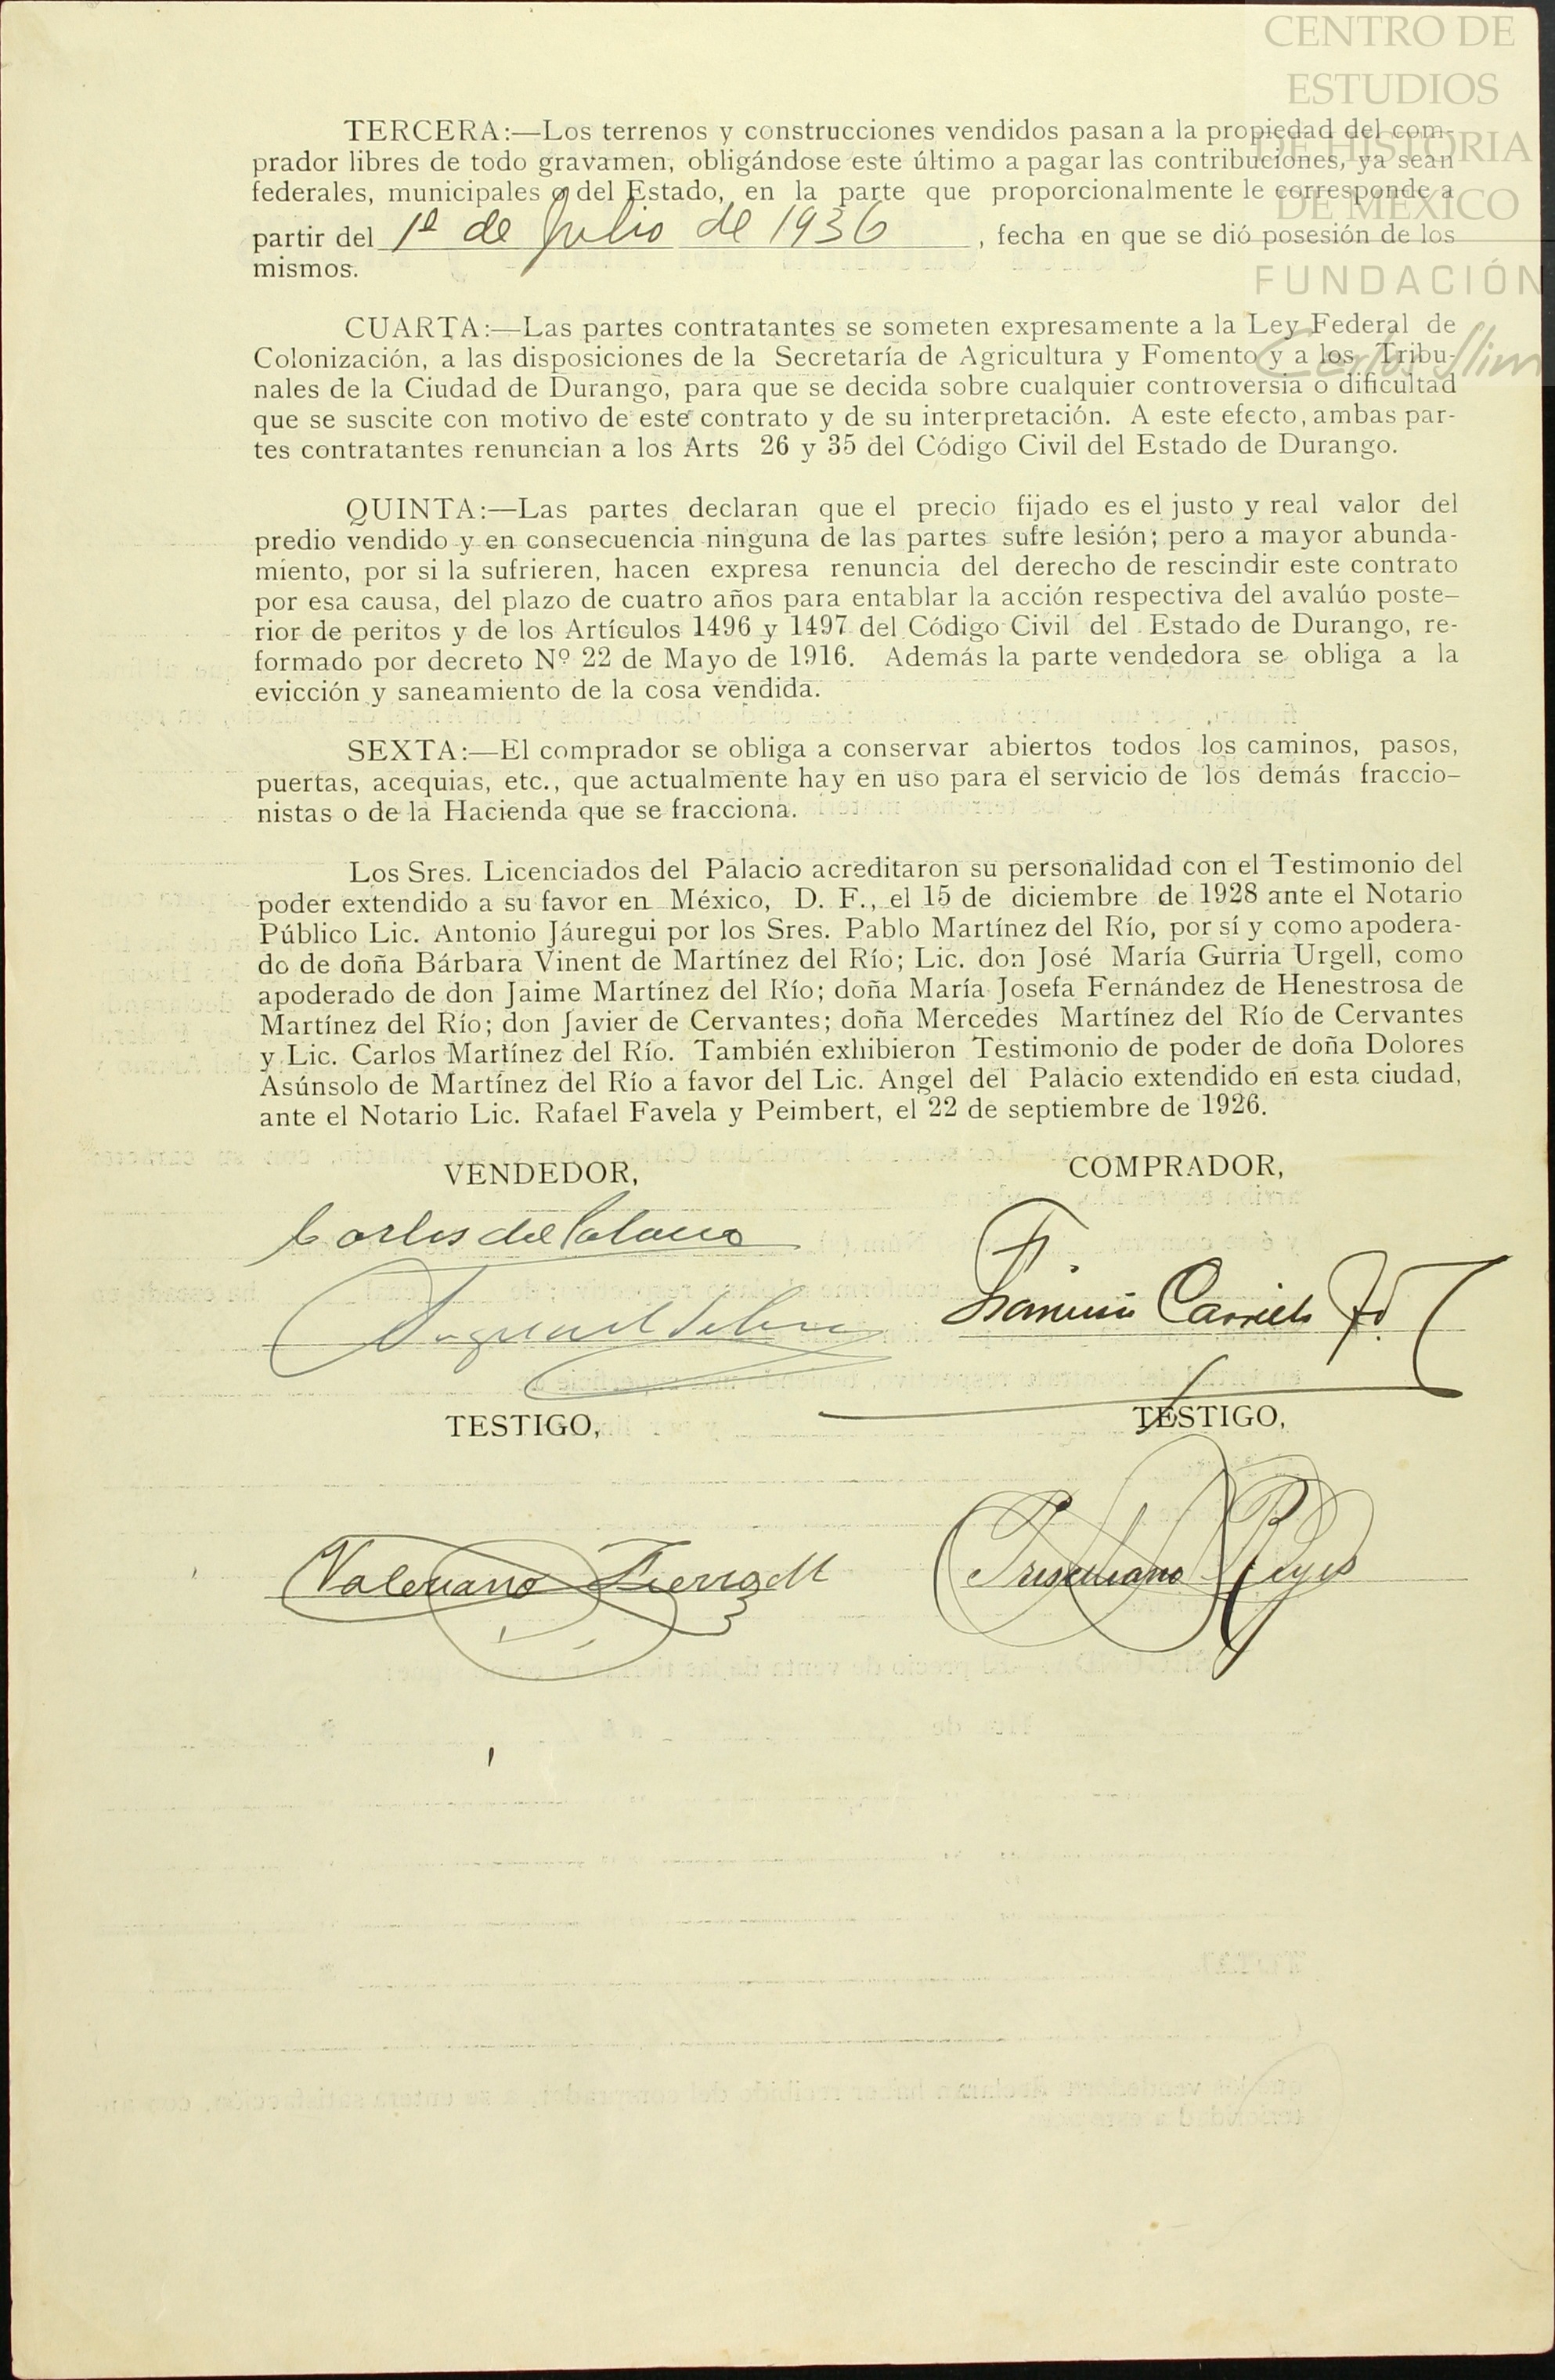 CENTRO DE
ESTUDIOS
DE HISTORIA
DE MÉXICO
FUNDACIÓN
Carlos Slim
TERCERA:—Los terrenos y construcciones vendidos pasan a la propiedad del com-
prador libres de todo gravamen, obligándose este último a pagar las contribuciones, ya sean
federales, municipales o del Estado, en la parte que proporcionalmente le corresponde a
partir del 1º de Julio de 1936, fecha en que se dió posesión de los
mismos.
CUARTA:—Las partes contratantes se someten expresamente a la Ley Federal de
Colonización, a las disposiciones de la Secretaría de Agricultura y Fomento y a los Tribu-
nales de la Ciudad de Durango, para que se decida sobre cualquier controversia o dificultad
que se suscite con motivo de este contrato y de su interpretación. A este efecto, ambas par-
tes contratantes renuncian a los Arts 26 y 35 del Código Civil del Estado de Durango.
QUINTA:—Las partes declaran que el precio fijado es el justo y real valor del
predio vendido y en consecuencia ninguna de las partes sufre lesión; pero a mayor abunda-
miento, por si la sufrieren, hacen expresa renuncia del derecho de rescindir este contrato
por esa causa, del plazo de cuatro años para entablar la acción respectiva del avalúo poste-
rior de peritos y de los Artículos 1496 y 1497 del Código Civil del Estado de Durango, re-
formado por decreto Nº 22 de Mayo de 1916. Además la parte vendedora se obliga a la
evicción y saneamiento de la cosa vendida.
SEXTA:—El comprador se obliga a conservar abiertos todos los caminos, pasos,
puertas, acequias, etc., que actualmente hay en uso para el servicio de los demás fraccio-
nistas o de la Hacienda que se fracciona.
Los Sres. Licenciados del Palacio acreditaron su personalidad con el Testimonio del
poder extendido a su favor en México, D. F., el 15 de diciembre de 1928 ante el Notario
Público Lic. Antonio Jáuregui por los Sres. Pablo Martínez del Río, por sí y como apodera-
do de doña Bárbara Vinent de Martínez del Río; Lic. don José María Gurria Urgell, como
apoderado de don Jaime Martínez del Río; doña María Josefa Fernández de Henestrosa de
Martínez del Río; don Javier de Cervantes; doña Mercedes Martínez del Río de Cervantes
y Lic. Carlos Martínez del Río. También exhibieron Testimonio de poder de doña Dolores
Asúnsolo de Martínez del Río a favor del Lic. Angel del Palacio extendido en esta ciudad,
ante el Notario Lic. Rafael Favela y Peimbert, el 22 de septiembre de 1926.
VENDEDOR,
COMPRADOR,
Carlos del Palacio
Francisco
TESTIGO,
TESTIGO,
Valeriano Sierra M
Prisciliano Reyes